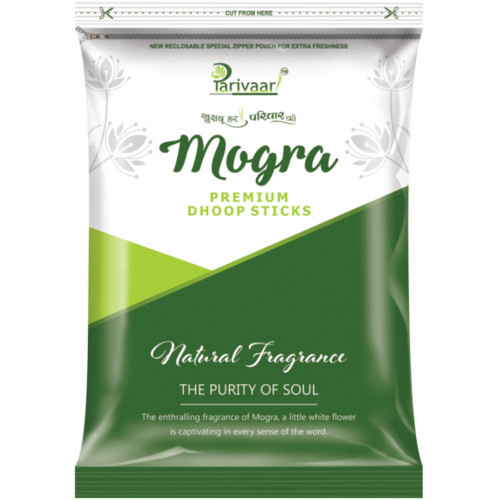 CUT FROM HERE
NEW RECLOSABLE SPECIAL ZIPPER POUCH FOR EXTRA FRESHNESS
Parivaar TM
खुशबू हर परिवार की
Mogra
PREMIUM
DHOOP STICKS
Natural Fragrance
THE PURITY OF SOUL
The enthralling fragrance of Mogra, a little white flower
is captivating in every sense of the word.